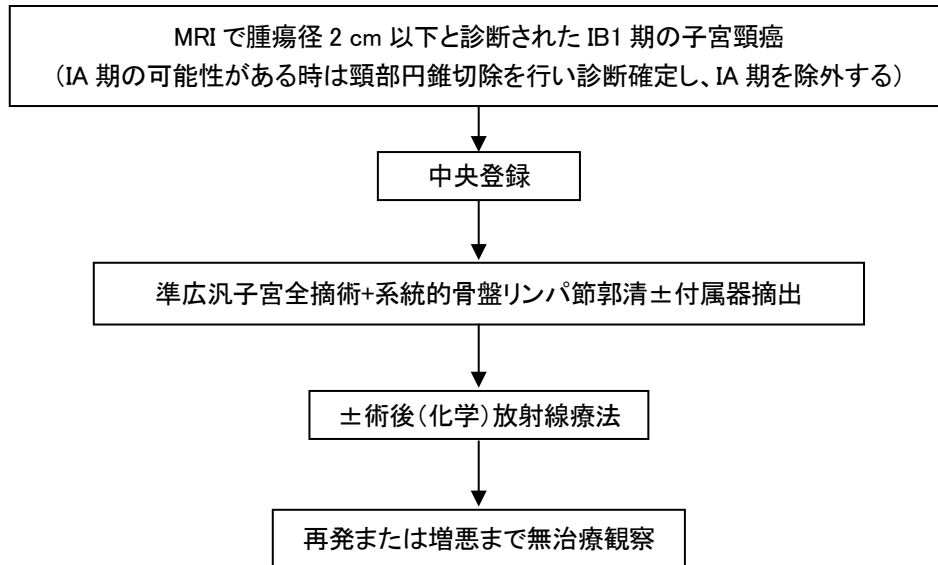 MRI で腫瘍径 2 cm 以下と診断された IB1 期の子宮頸癌
（IA 期の可能性がある時は頸部円錐切除を行い診断確定し、IA 期を除外する）
中央登録
準広汎子宮全摘術+系統的骨盤リンパ節郭清±付属器摘出
±術後（化学）放射線療法
再発または増悪まで無治療観察